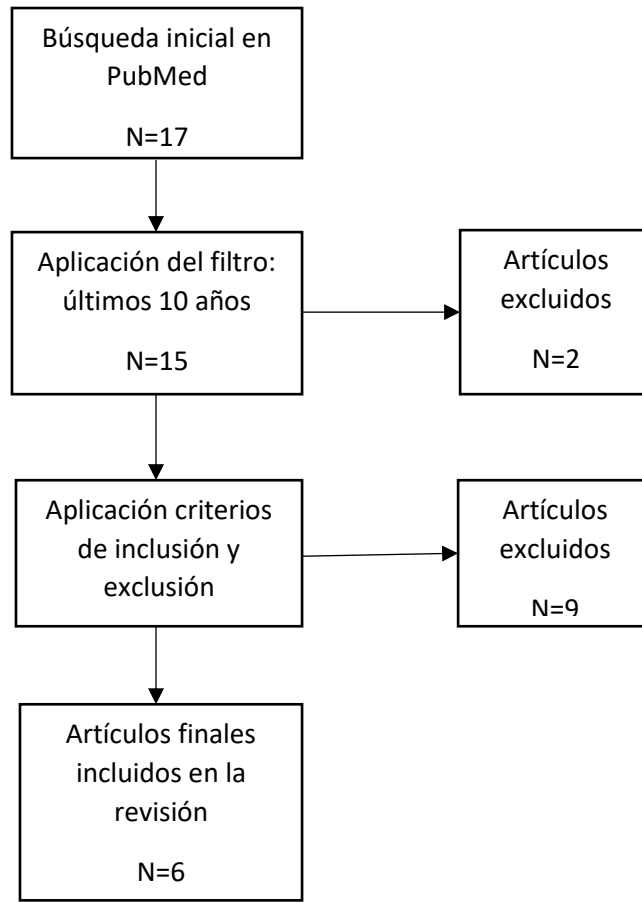 Búsqueda inicial en
PubMed
N=17
Aplicación del filtro:
últimos 10 años
N=15
Artículos
excluidos
N=2
Aplicación criterios
de inclusión y
exclusión
Artículos
excluidos
N=9
Artículos finales
incluidos en la
revisión
N=6